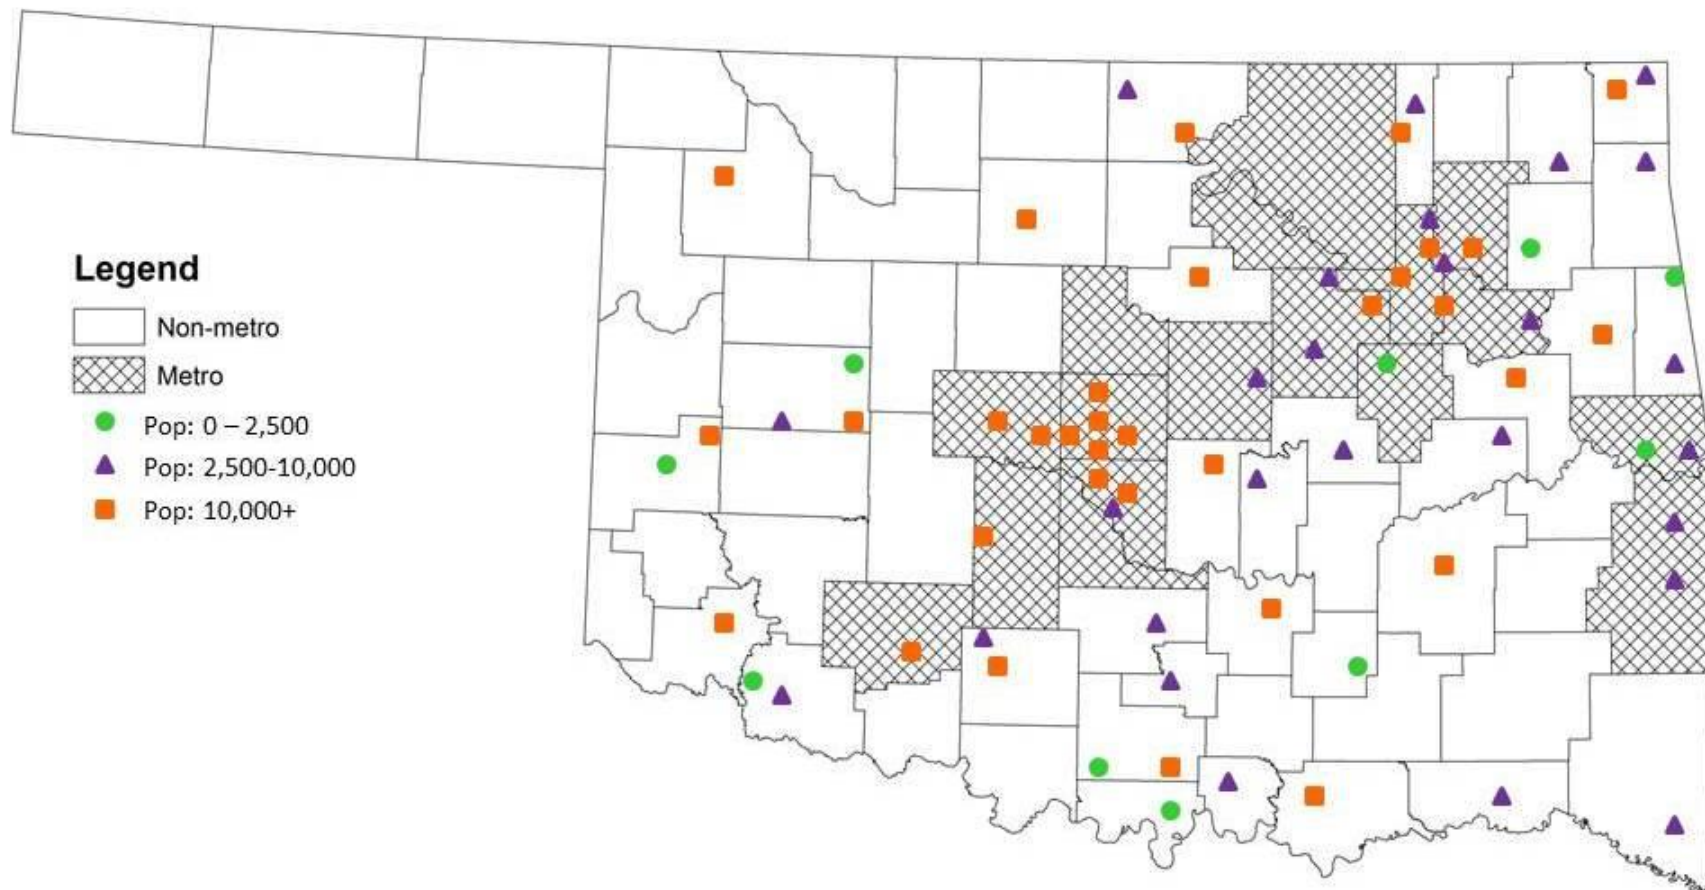 Legend
Non-metro
Metro
Pop: 0 – 2,500
Pop: 2,500-10,000
Pop: 10,000+